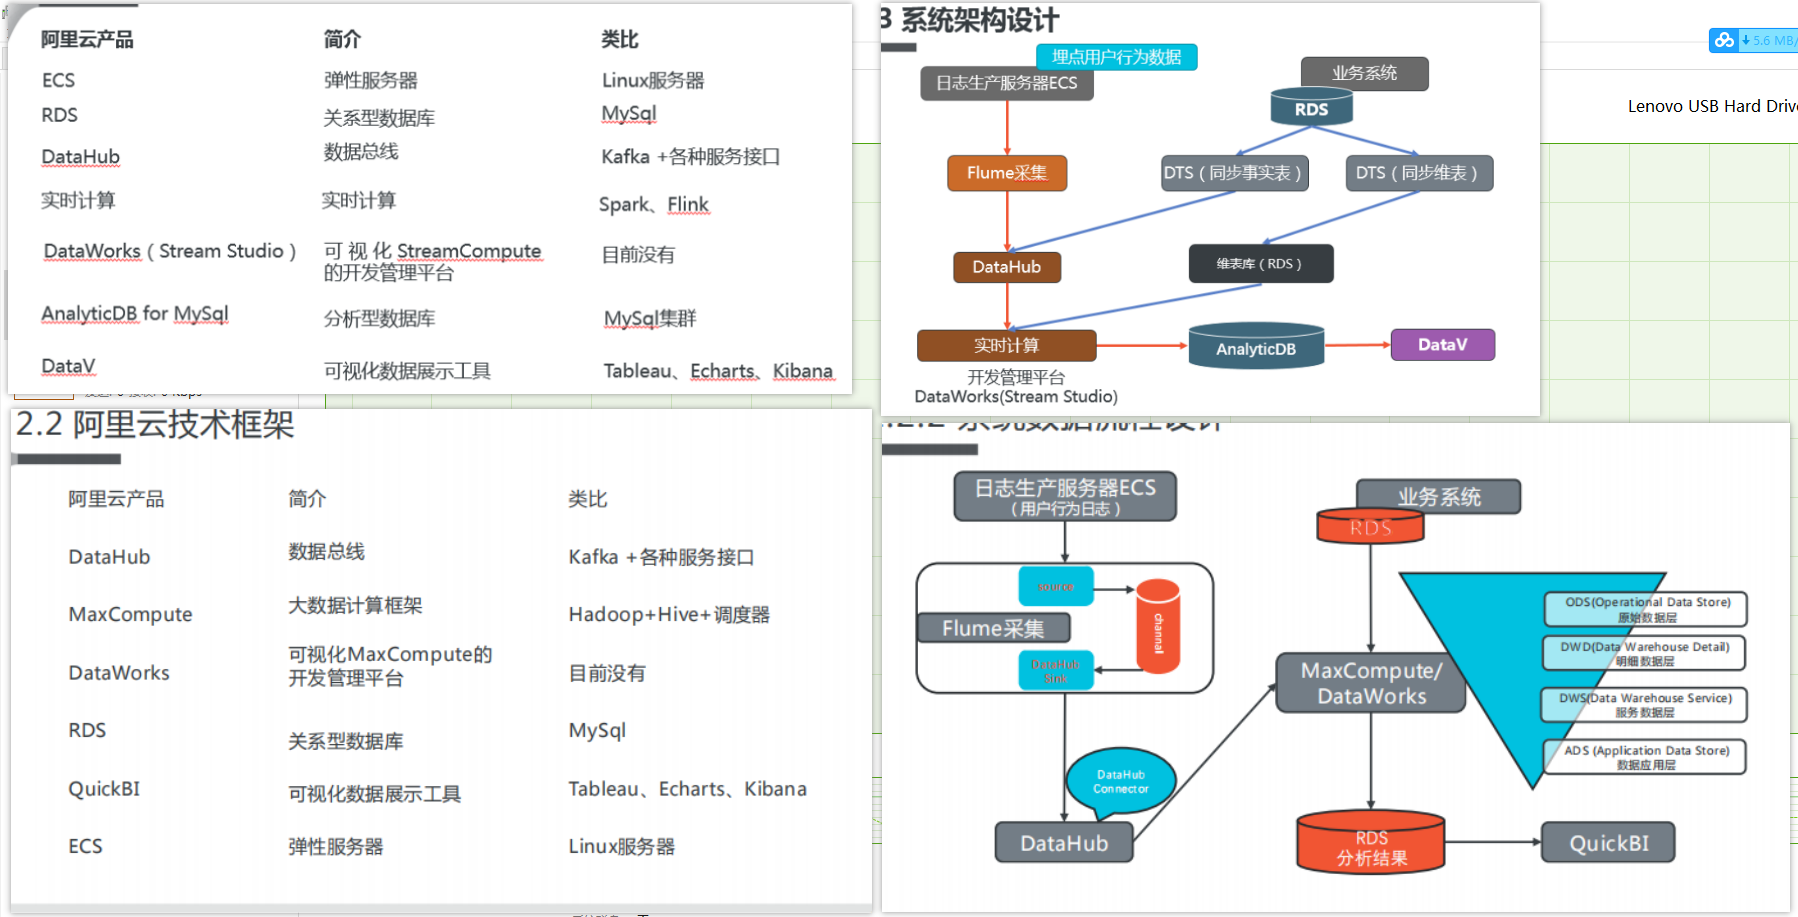 阿里云产品 简介 类比
ECS 弹性服务器 Linux服务器
RDS 关系型数据库 MySql
DataHub 数据总线 Kafka +各种服务接口
实时计算 实时计算 Spark、Flink
DataWorks（Stream Studio） 可视化 StreamCompute 目前没有
的开发管理平台
AnalyticDB for MySql 分析型数据库 MySql集群
DataV 可视化数据展示工具 Tableau、Echarts、Kibana
3 系统架构设计
埋点用户行为数据
日志生产服务器ECS
业务系统
RDS
Flume采集
DTS（同步事实表）
DTS（同步维表）
DataHub
维表库（RDS）
实时计算
AnalyticDB
DataV
开发管理平台
DataWorks(Stream Studio)
5.6 MB/
Lenovo USB Hard Drive
2.2 阿里云技术框架
阿里云产品 简介 类比
DataHub 数据总线 Kafka +各种服务接口
MaxCompute 大数据计算框架 Hadoop+Hive+调度器
DataWorks 可视化MaxCompute的 目前没有
开发管理平台
RDS 关系型数据库 MySql
QuickBI 可视化数据展示工具 Tableau、Echarts、Kibana
ECS 弹性服务器 Linux服务器
系统数据流程设计
日志生产服务器ECS
（用户行为日志）
source
channal
Flume采集
DataHub
Sink
DataHub
Connector
DataHub
业务系统
RDS
MaxCompute/
DataWorks
ODS(Operational Data Store)
原始数据层
DWD(Data Warehouse Detail)
明细数据层
DWS(Data Warehouse Service)
服务数据层
ADS (Application Data Store)
数据应用层
RDS
分析结果
QuickBI